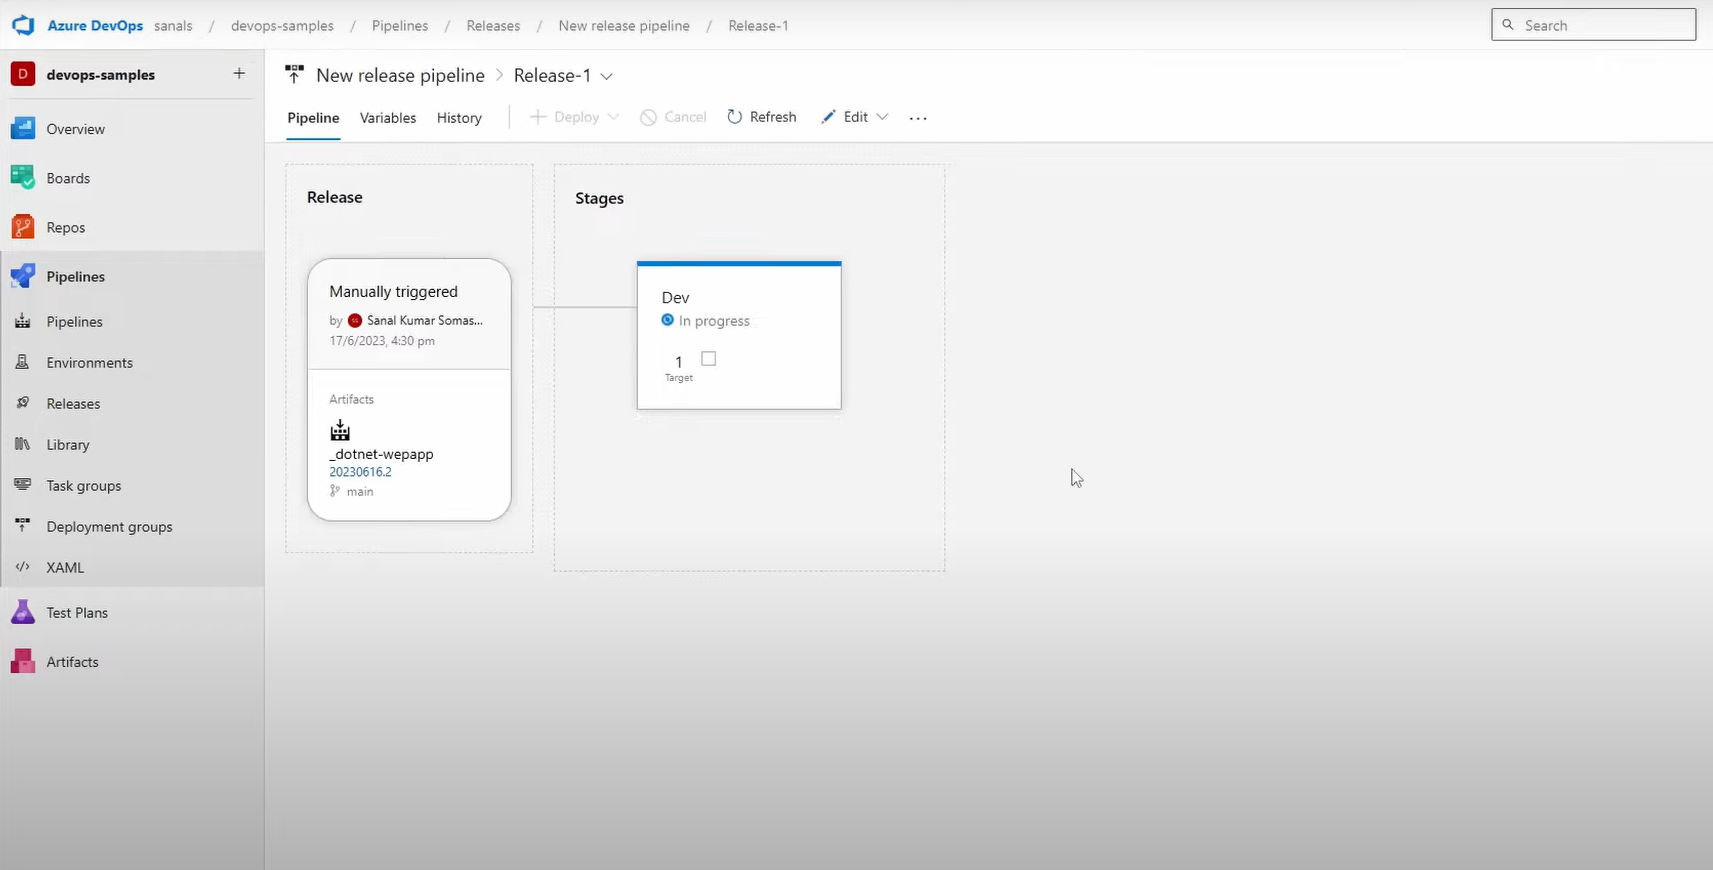 Azure DevOps sanals / devops-samples / Pipelines / Releases / New release pipeline / Release-1
Search
D devops-samples +
Overview
Boards
Repos
Pipelines
Pipelines
Environments
Releases
Library
Task groups
Deployment groups
XAML
Test Plans
Artifacts
New release pipeline > Release-1
Pipeline Variables History Deploy Cancel Refresh Edit ...
Release
Manually triggered
by Sanal Kumar Somas...
17/6/2023, 4:30 pm
Artifacts
_dotnet-wepapp
20230616.2
main
Stages
Dev
In progress
1
Target